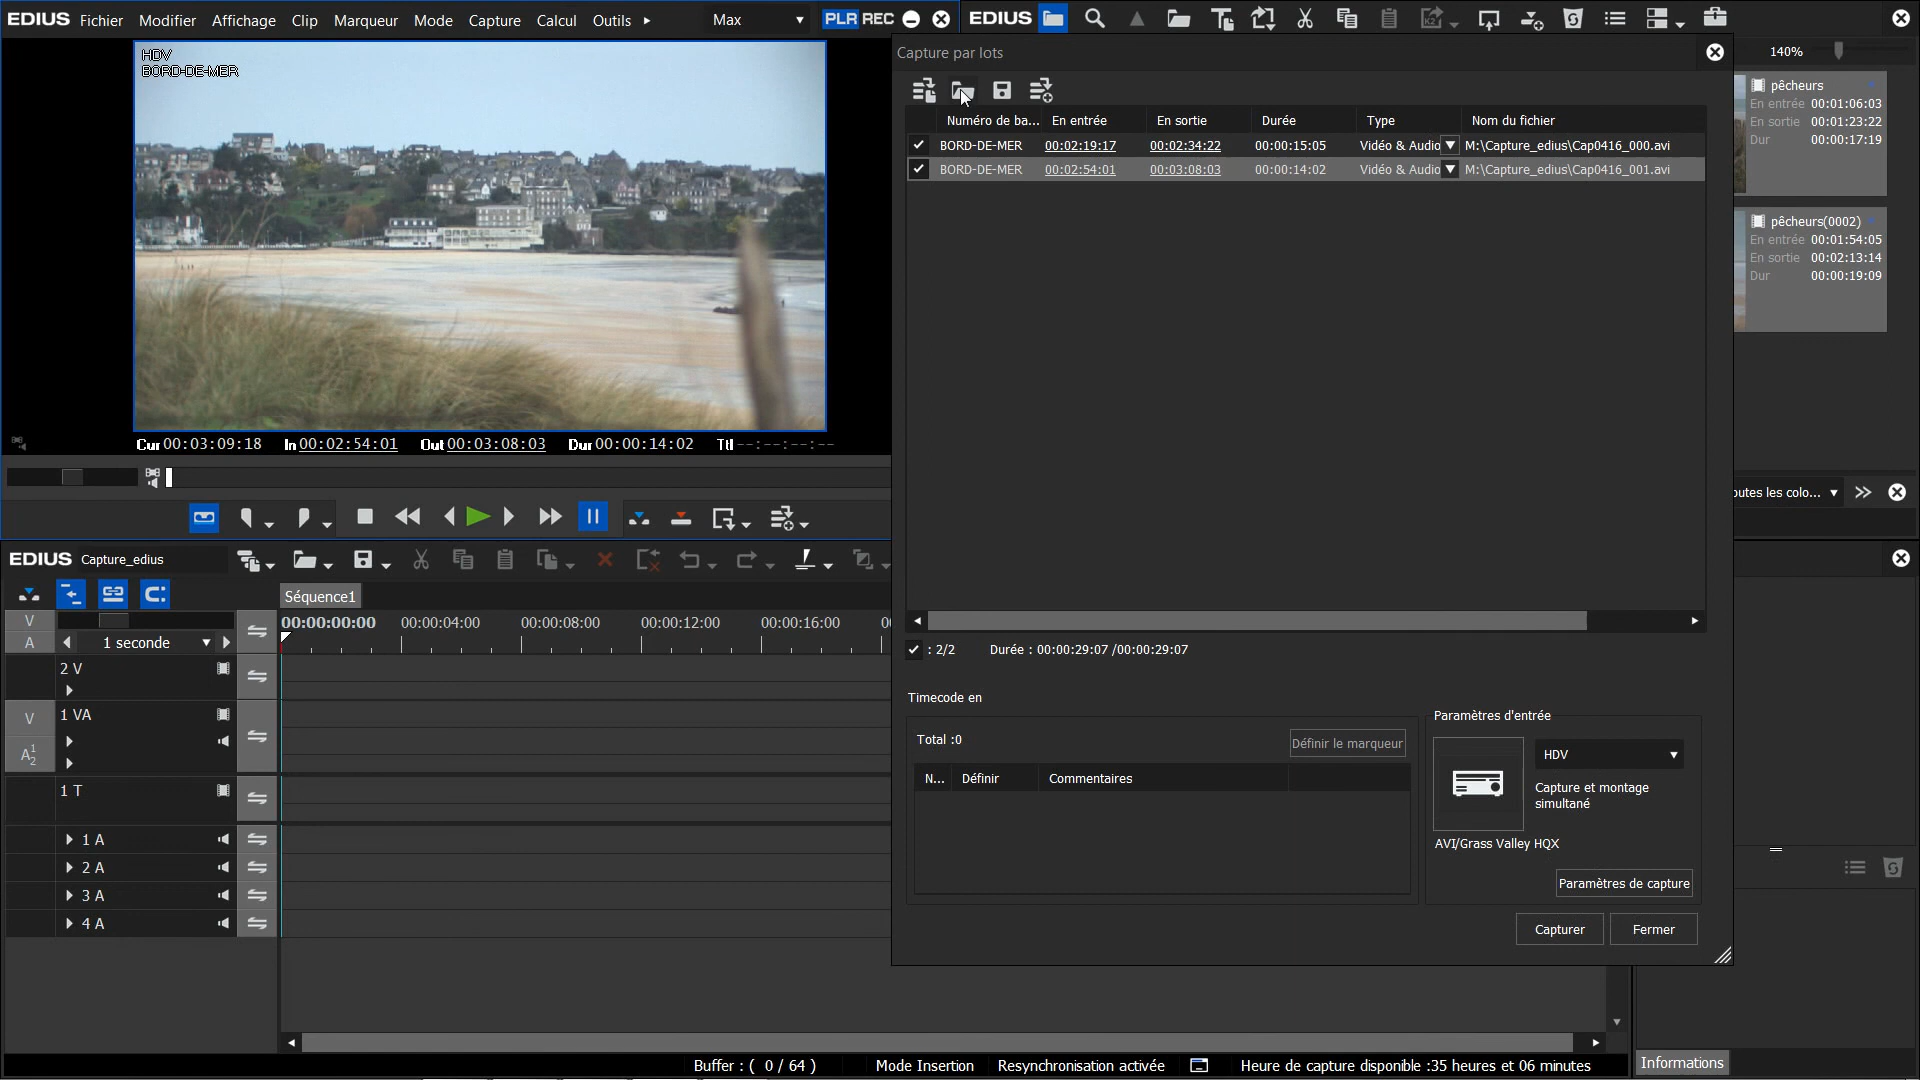 EDIUS Fichier Modifier Affichage Clip Marqueur Mode Capture Calcul Outils Max PLR REC
EDIUS
HDV
BORD-DE-MER
Cur 00:03:09:18 In 00:02:54:01 Out 00:03:08:03 Dur 00:00:14:02 Ttl --:--:--:--
Capture par lots
Numéro de ba... En entrée En sortie Durée Type Nom du fichier
BORD-DE-MER 00:02:19:17 00:02:34:22 00:00:15:05 Vidéo & Audio M:\Capture_edius\Cap0416_000.avi
BORD-DE-MER 00:02:54:01 00:03:08:03 00:00:14:02 Vidéo & Audio M:\Capture_edius\Cap0416_001.avi
: 2/2 Durée : 00:00:29:07 /00:00:29:07
Timecode en
Total :0
Définir le marqueur
N... Définir Commentaires
Paramètres d'entrée
HDV
Capture et montage
simultané
AVI/Grass Valley HQX
Paramètres de capture
Capturer Fermer
140%
pêcheurs
En entrée 00:01:06:03
En sortie 00:01:23:22
Dur 00:00:17:19
pêcheurs(0002)
En entrée 00:01:54:05
En sortie 00:02:13:14
Dur 00:00:19:09
outes les colo...
EDIUS Capture_edius
Séquence1
00:00:00:00 00:00:04:00 00:00:08:00 00:00:12:00 00:00:16:00
V
A 1 seconde
2 V
V 1 VA
A 1 2
1 T
1 A
2 A
3 A
4 A
Buffer : ( 0 / 64 ) Mode Insertion Resynchronisation activée Heure de capture disponible :35 heures et 06 minutes
Informations